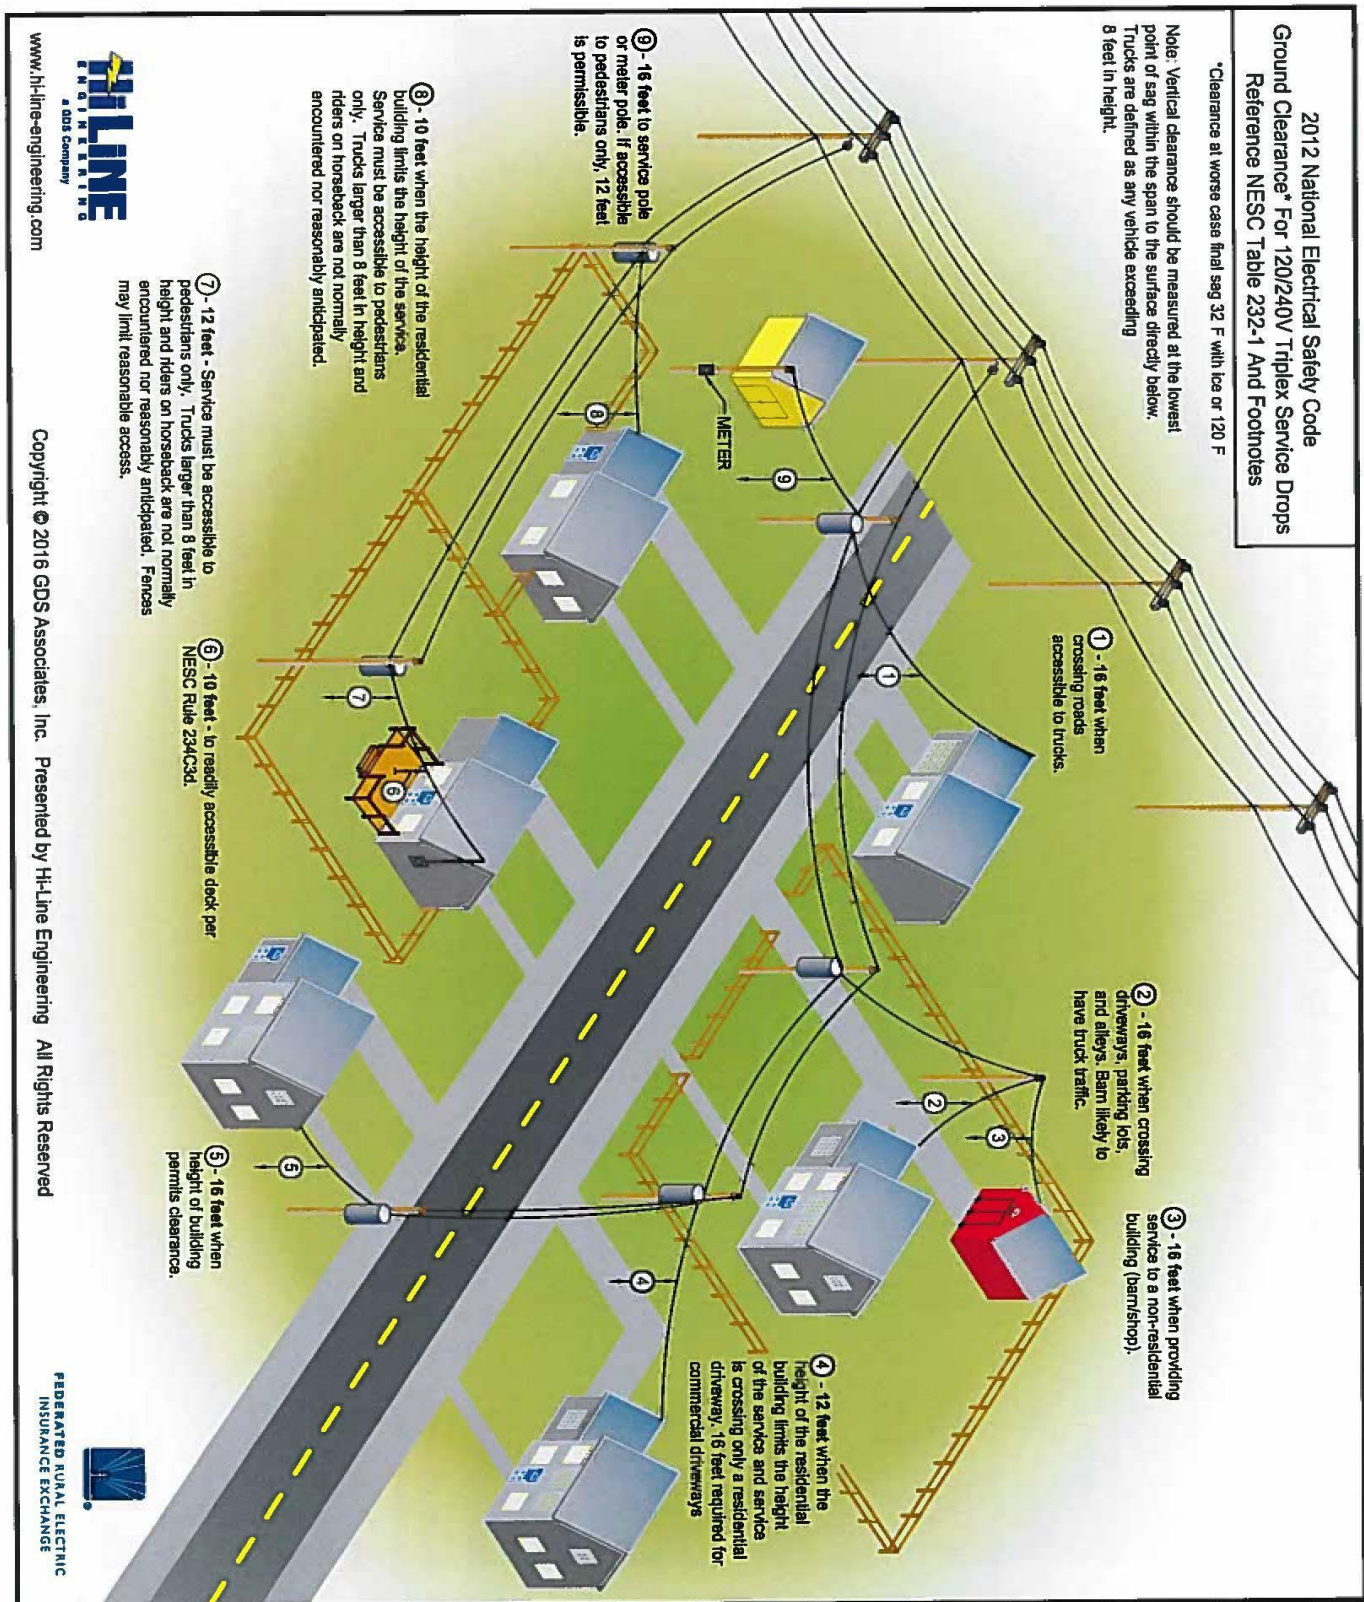 2012 National Electrical Safety Code
Ground Clearance* For 120/240V Triplex Service Drops
Reference NESC Table 232-1 And Footnotes
*Clearance at worse case final sag 32 F with ice or 120 F
Note: Vertical clearance should be measured at the lowest
point of sag within the span to the surface directly below.
Trucks are defined as any vehicle exceeding
8 feet in height.
① - 16 feet when
crossing roads
accessible to trucks.
② - 16 feet when crossing
driveways, parking lots,
and alleys. Barn likely to
have truck traffic.
③ - 16 feet when providing
service to a non-residential
building (barn/shop).
④ - 12 feet when the
height of the residential
building limits the height
of the service and service
is crossing only a residential
driveway. 16 feet required for
commercial driveways
⑤ - 16 feet when
height of building
permits clearance.
⑥ - 10 feet - to readily accessible deck per
NESC Rule 234C3d.
⑦ - 12 feet - Service must be accessible to
pedestrians only. Trucks larger than 8 feet in
height and riders on horseback are not normally
encountered nor reasonably anticipated. Fences
may limit reasonable access.
⑧ - 10 feet when the height of the residential
building limits the height of the service.
Service must be accessible to pedestrians
only. Trucks larger than 8 feet in height and
riders on horseback are not normally
encountered nor reasonably anticipated.
⑨ - 16 feet to service pole
or meter pole. If accessible
to pedestrians only, 12 feet
is permissible.
METER
①
②
③
④
⑤
⑥
⑦
⑧
⑨
Hi-LINE
ENGINEERING
a GDS Company
www.hi-line-engineering.com
Copyright © 2016 GDS Associates, Inc. Presented by Hi-Line Engineering All Rights Reserved
FEDERATED RURAL ELECTRIC
INSURANCE EXCHANGE
®